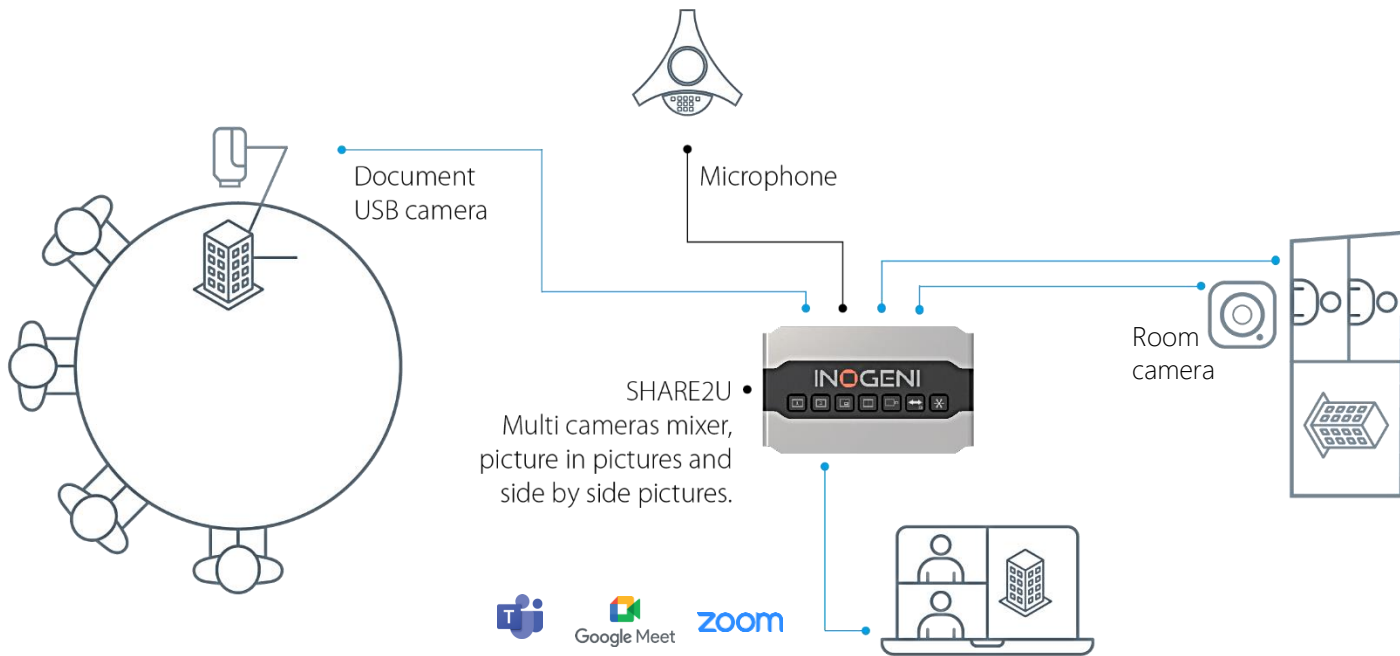 Document
USB camera
Microphone
Room
camera
INOGENI
SHARE2U
Multi cameras mixer,
picture in pictures and
side by side pictures.
T
Google Meet
zoom